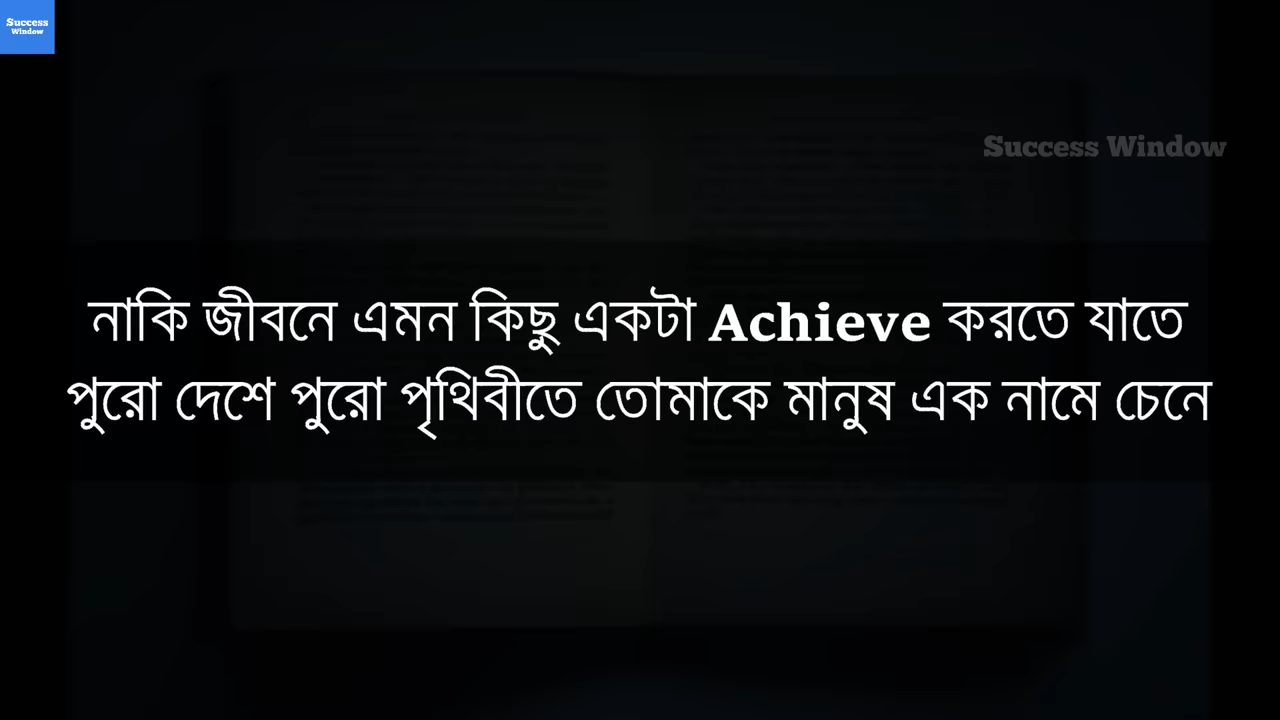 Success
Window
Success Window
নাকি জীবনে এমন কিছু একটা Achieve করতে যাতে
পুরো দেশে পুরো পৃথিবীতে তোমাকে মানুষ এক নামে চেনে